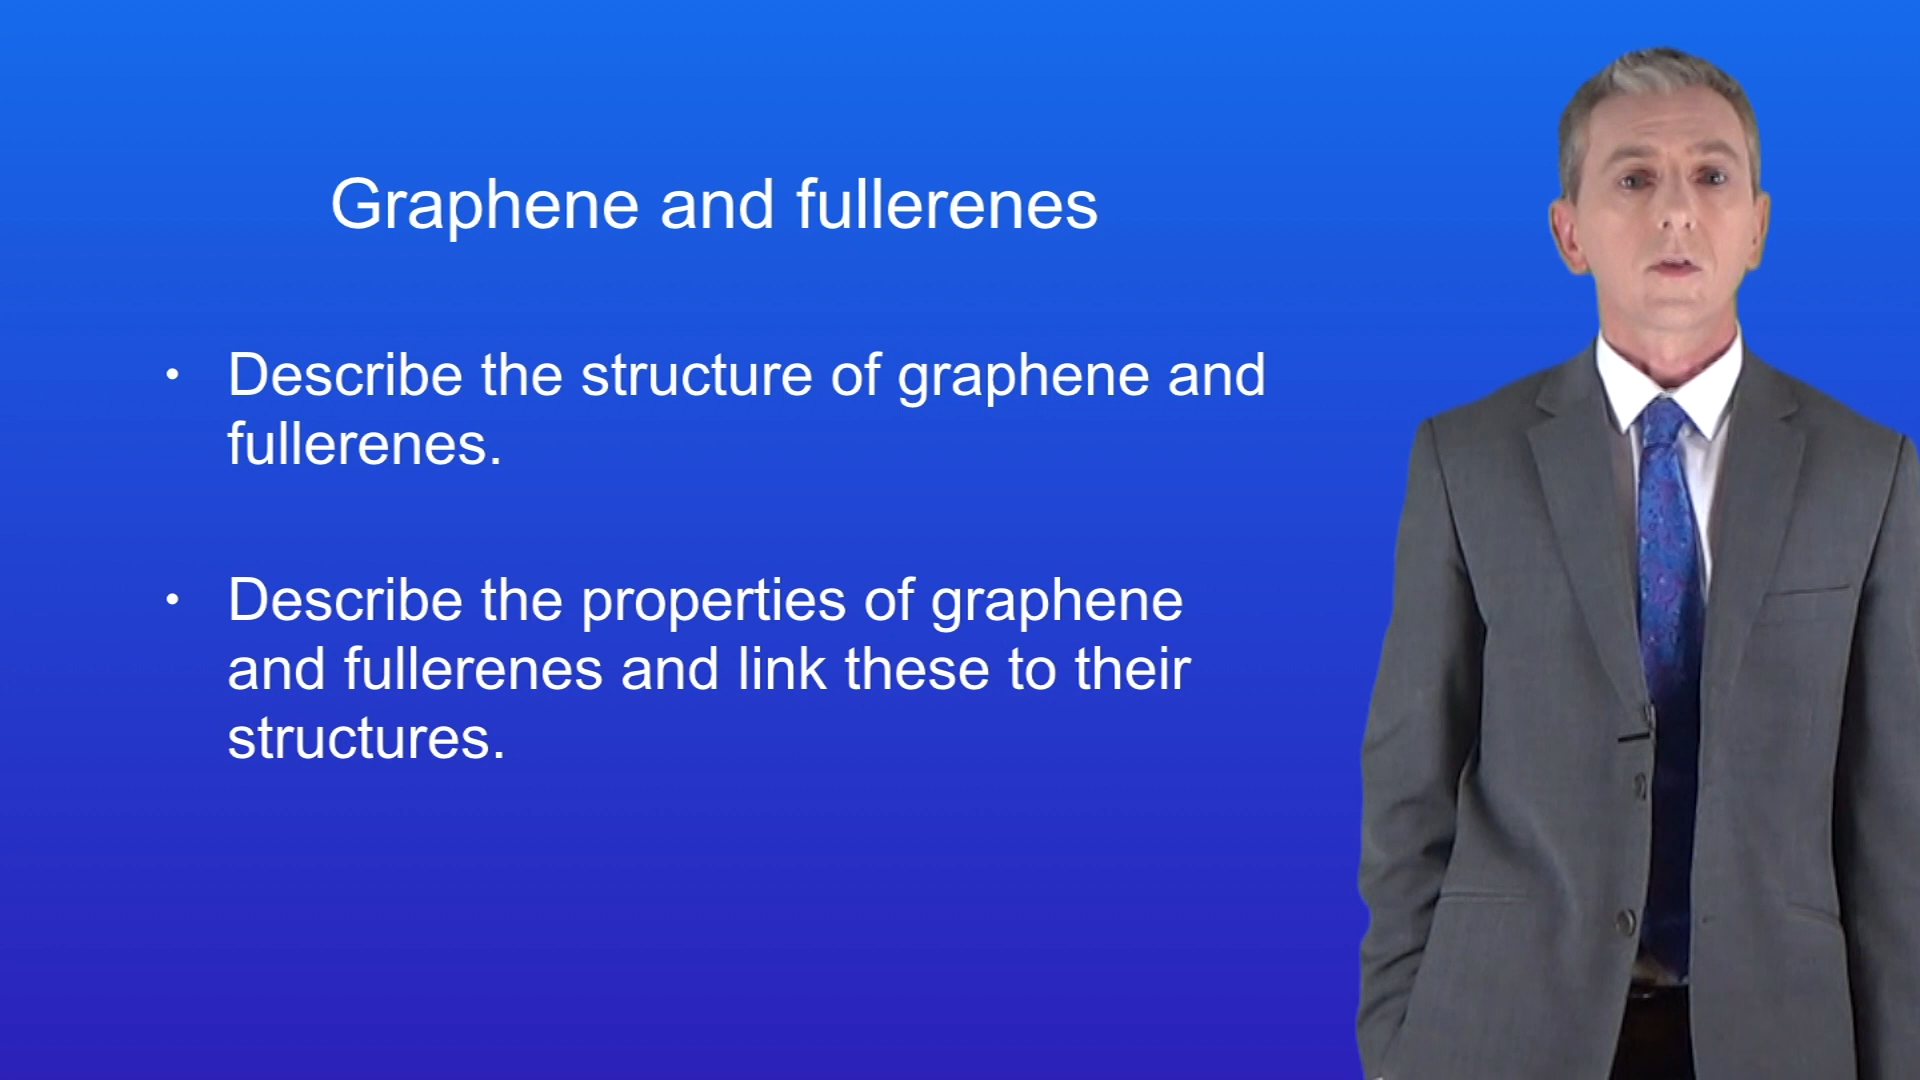 Graphene and fullerenes
• Describe the structure of graphene and
fullerenes.
• Describe the properties of graphene
and fullerenes and link these to their
structures.